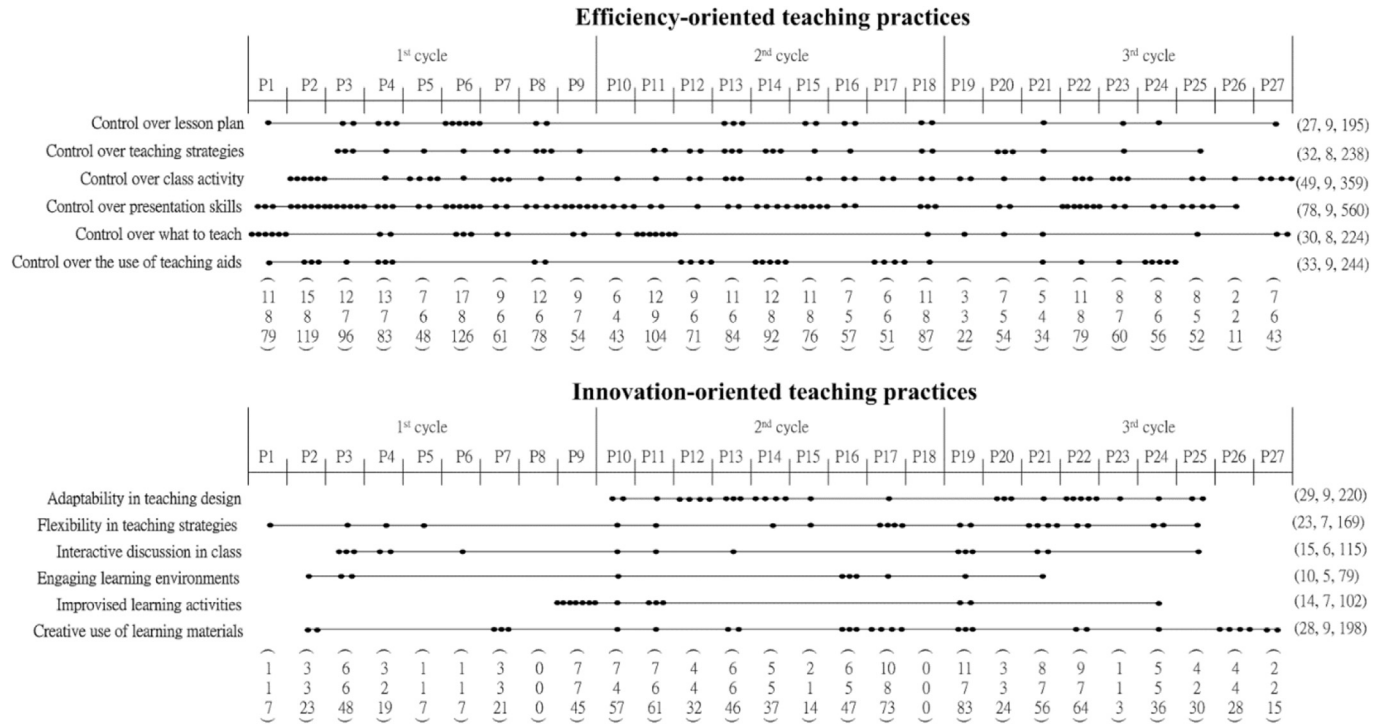 Efficiency-oriented teaching practices
1st cycle 2nd cycle 3rd cycle
P1 P2 P3 P4 P5 P6 P7 P8 P9 P10 P11 P12 P13 P14 P15 P16 P17 P18 P19 P20 P21 P22 P23 P24 P25 P26 P27
Control over lesson plan (27, 9, 195)
Control over teaching strategies (32, 8, 238)
Control over class activity (49, 9, 359)
Control over presentation skills (78, 9, 560)
Control over what to teach (30, 8, 224)
Control over the use of teaching aids (33, 9, 244)
11 15 12 13 7 17 9 12 9 6 12 9 11 12 11 7 6 11 3 7 5 11 8 8 8 2 7
8 8 7 7 6 8 6 6 7 4 9 6 6 8 8 5 6 8 3 5 4 8 7 6 5 2 6
79 119 96 83 48 126 61 78 54 43 104 71 84 92 76 57 51 87 22 54 34 79 60 56 52 11 43
Innovation-oriented teaching practices
1st cycle 2nd cycle 3rd cycle
P1 P2 P3 P4 P5 P6 P7 P8 P9 P10 P11 P12 P13 P14 P15 P16 P17 P18 P19 P20 P21 P22 P23 P24 P25 P26 P27
Adaptability in teaching design (29, 9, 220)
Flexibility in teaching strategies (23, 7, 169)
Interactive discussion in class (15, 6, 115)
Engaging learning environments (10, 5, 79)
Improvised learning activities (14, 7, 102)
Creative use of learning materials (28, 9, 198)
1 3 6 3 1 1 3 0 7 7 7 4 6 5 2 6 10 0 11 3 8 9 1 5 4 4 2
1 3 6 2 1 1 3 0 7 4 6 4 6 5 1 5 8 0 7 3 7 7 1 5 2 4 2
7 23 48 19 7 7 21 0 45 57 61 32 46 37 14 47 73 0 83 24 56 64 3 36 30 28 15